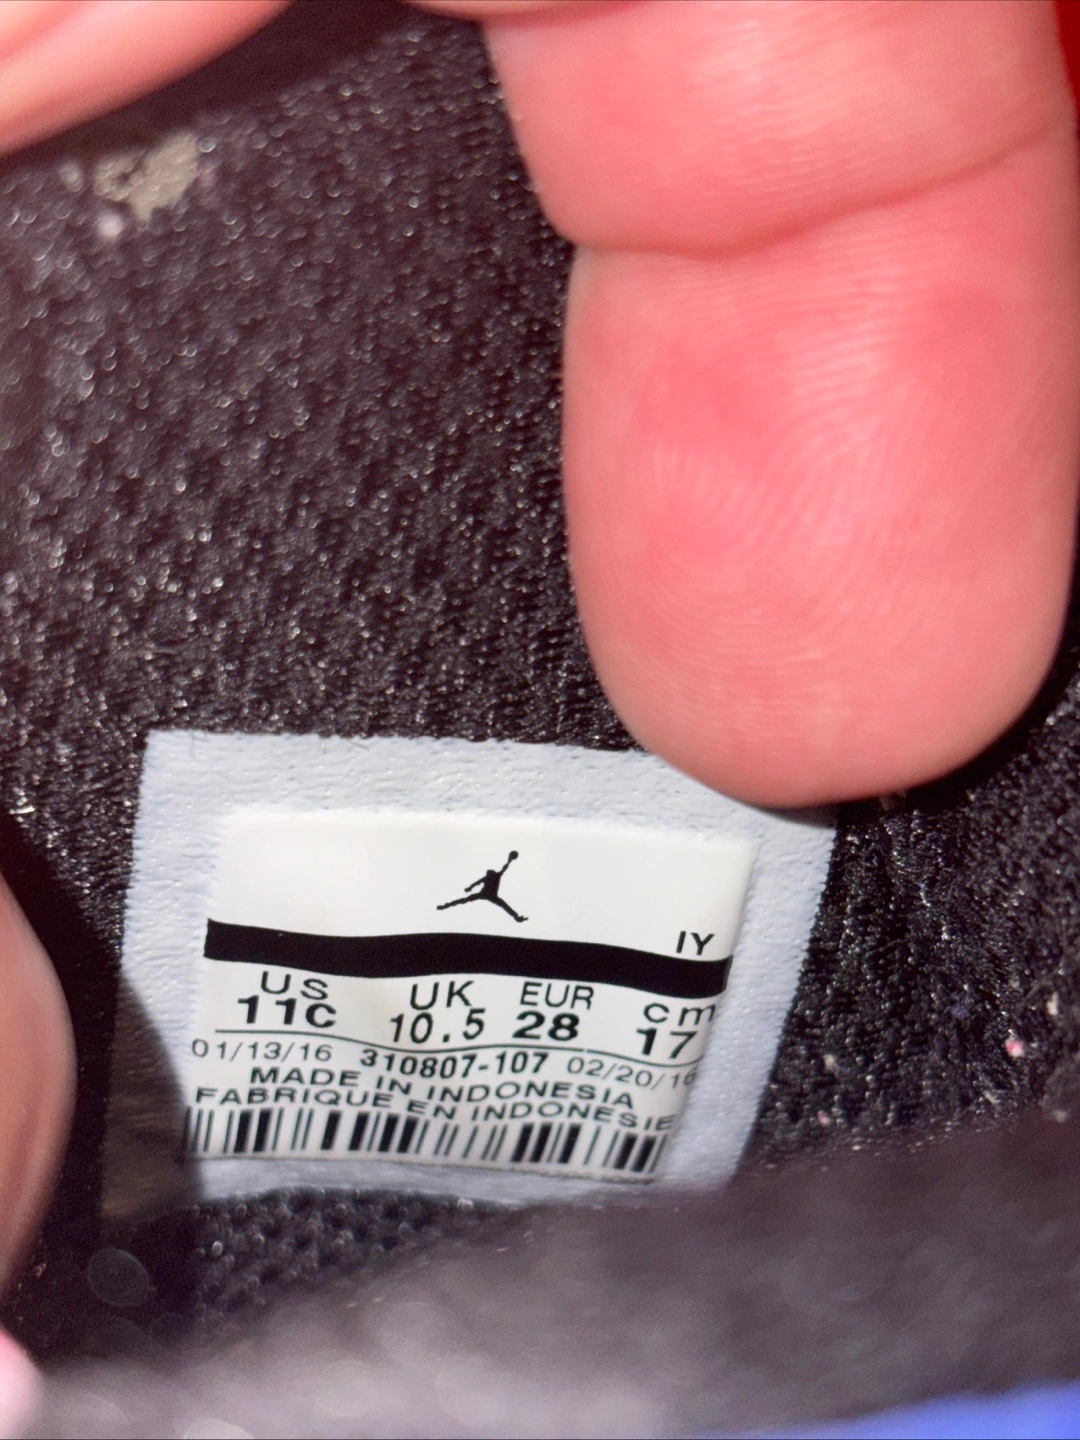 IY
US UK EUR cm
11C 10.5 28 17
01/13/16 310807-107 02/20/16
MADE IN INDONESIA
FABRIQUE EN INDONESIE